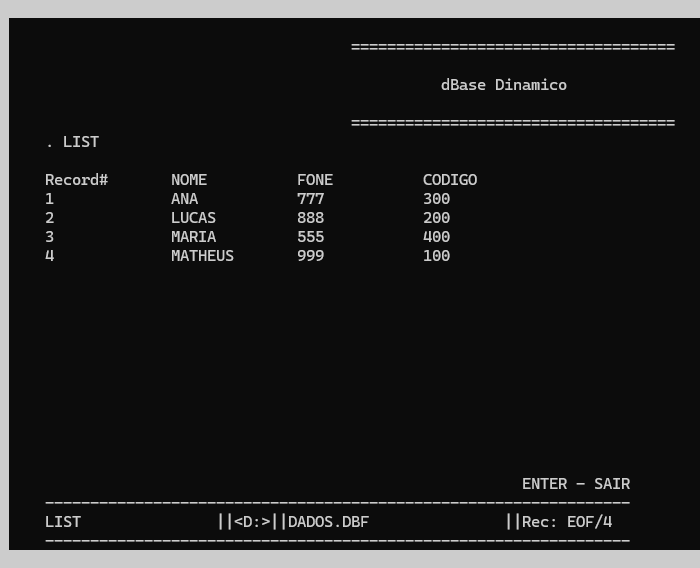 ====================================
dBase Dinamico
====================================
. LIST
Record# NOME FONE CODIGO
1 ANA 777 300
2 LUCAS 888 200
3 MARIA 555 400
4 MATHEUS 999 100
ENTER - SAIR
-----------------------------------------------------------------
LIST ||<D:>||DADOS.DBF ||Rec: EOF/4
-----------------------------------------------------------------